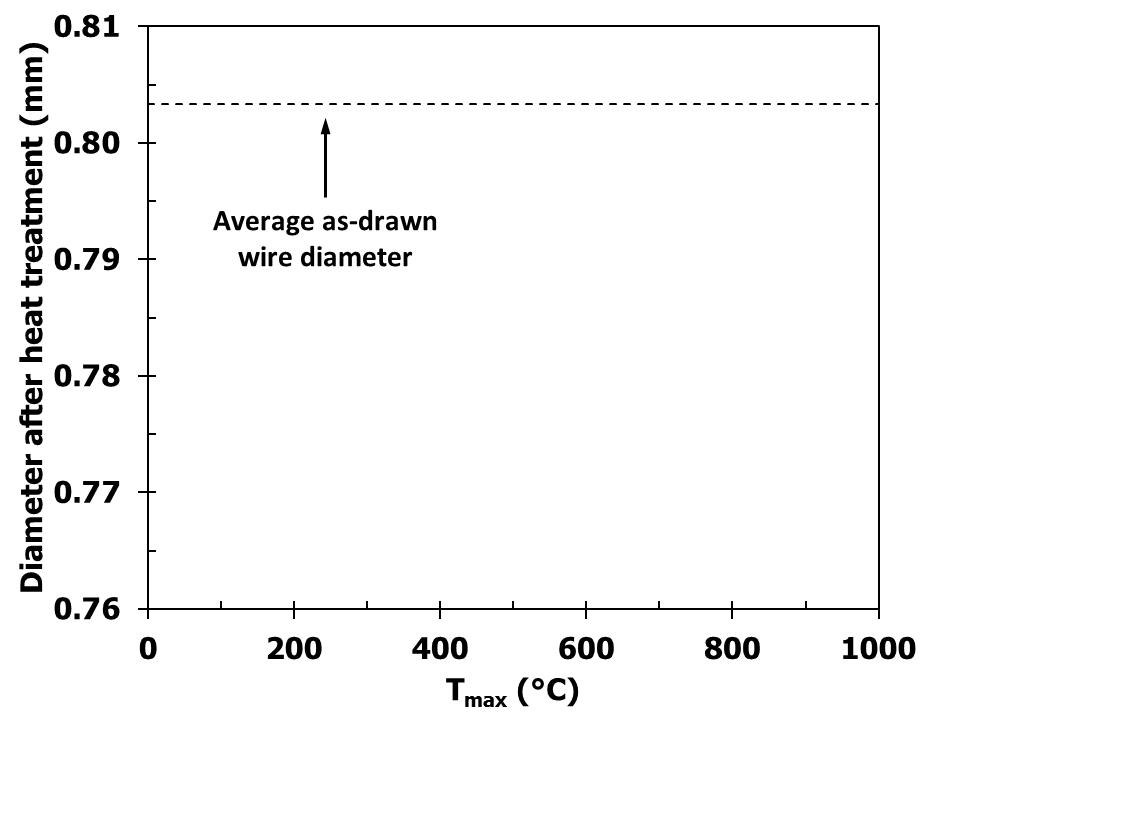 Diameter after heat treatment (mm)
0.81
0.80
0.79
0.78
0.77
0.76
Average as-drawn
wire diameter
0 200 400 600 800 1000
Tmax (°C)